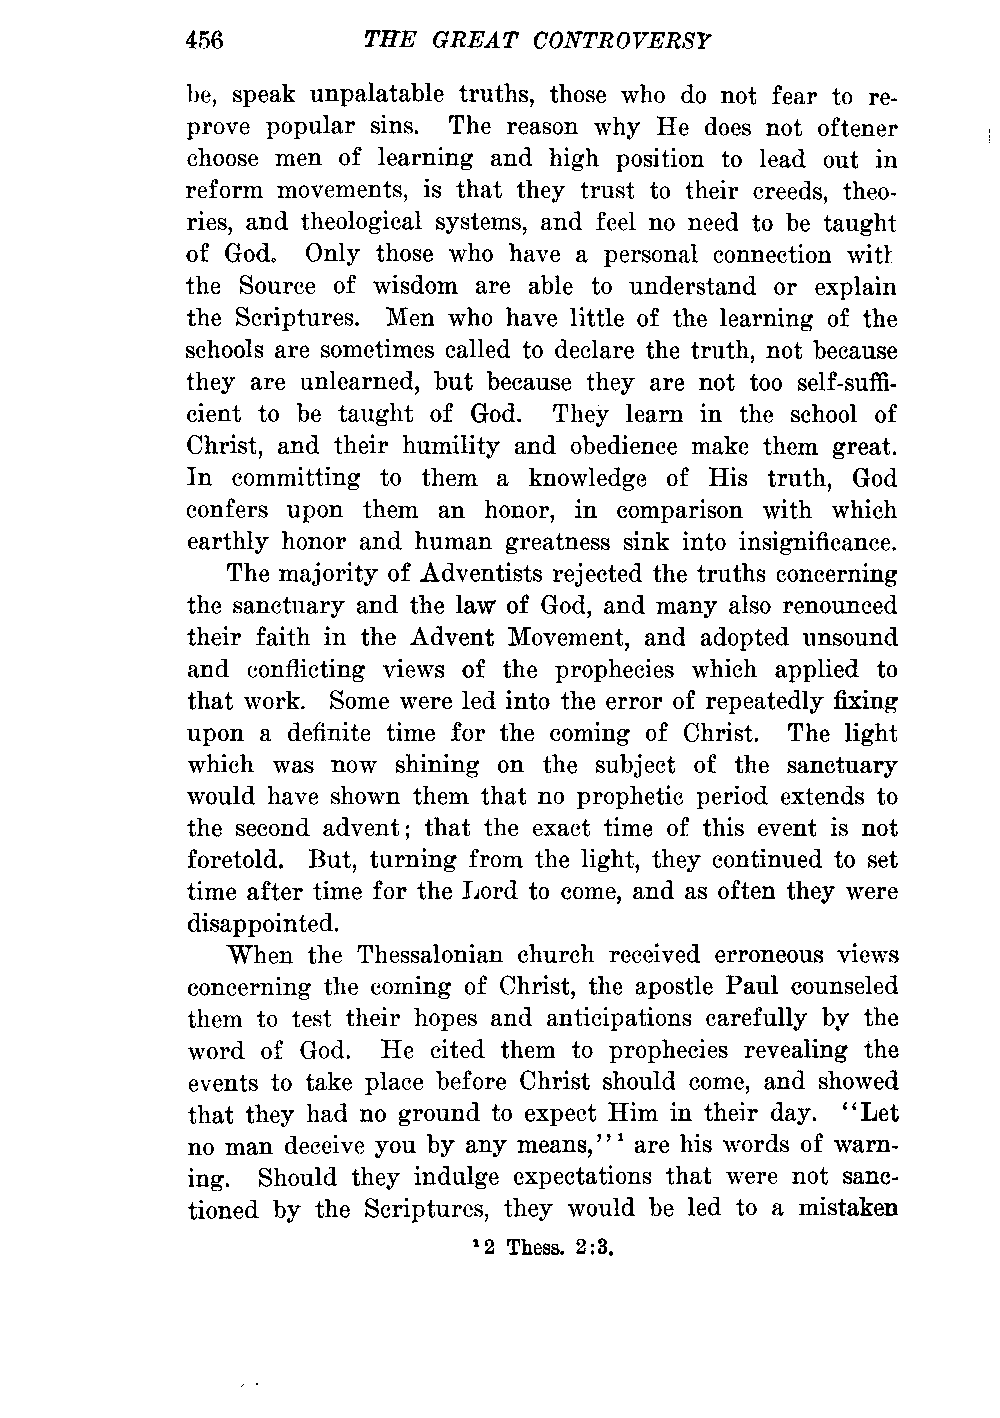 456 THE GREAT CONTROVERSY
be, speak unpalatable truths, those who do not fear to re-
prove popular sins. The reason why He does not oftener
choose men of learning and high position to lead out in
reform movements, is that they trust to their creeds, theo-
ries, and theological systems, and feel no need to be taught
of God. Only those who have a personal connection with
the Source of wisdom are able to understand or explain
the Scriptures. Men who have little of the learning of the
schools are sometimes called to declare the truth, not because
they are unlearned, but because they are not too self-suffi-
cient to be taught of God. They learn in the school of
Christ, and their humility and obedience make them great.
In committing to them a knowledge of His truth, God
confers upon them an honor, in comparison with which
earthly honor and human greatness sink into insignificance.
The majority of Adventists rejected the truths concerning
the sanctuary and the law of God, and many also renounced
their faith in the Advent Movement, and adopted unsound
and conflicting views of the prophecies which applied to
that work. Some were led into the error of repeatedly fixing
upon a definite time for the coming of Christ. The light
which was now shining on the subject of the sanctuary
would have shown them that no prophetic period extends to
the second advent; that the exact time of this event is not
foretold. But, turning from the light, they continued to set
time after time for the Lord to come, and as often they were
disappointed.
When the Thessalonian church received erroneous views
concerning the coming of Christ, the apostle Paul counseled
them to test their hopes and anticipations carefully by the
word of God. He cited them to prophecies revealing the
events to take place before Christ should come, and showed
that they had no ground to expect Him in their day. "Let
no man deceive you by any means,"¹ are his words of warn-
ing. Should they indulge expectations that were not sanc-
tioned by the Scriptures, they would be led to a mistaken
¹2 Thess. 2:3.